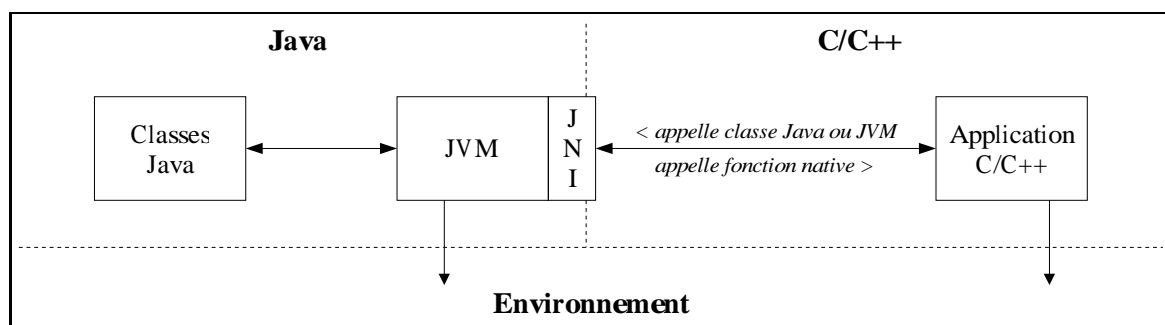 Java
C/C++
Classes
Java
JVM
J
N
I
< appelle classe Java ou JVM
appelle fonction native >
Application
C/C++
Environnement